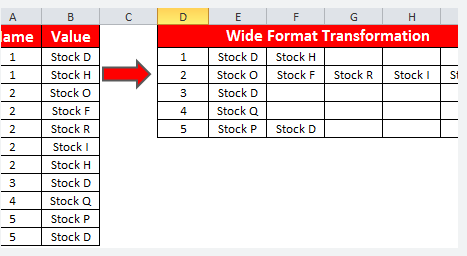 A B C D E F G H
ame Value Wide Format Transformation
1 Stock D 1 Stock D Stock H
1 Stock H 2 Stock O Stock F Stock R Stock I St
2 Stock O 3 Stock D
2 Stock F 4 Stock Q
2 Stock R 5 Stock P Stock D
2 Stock I
2 Stock H
3 Stock D
4 Stock Q
5 Stock P
5 Stock D